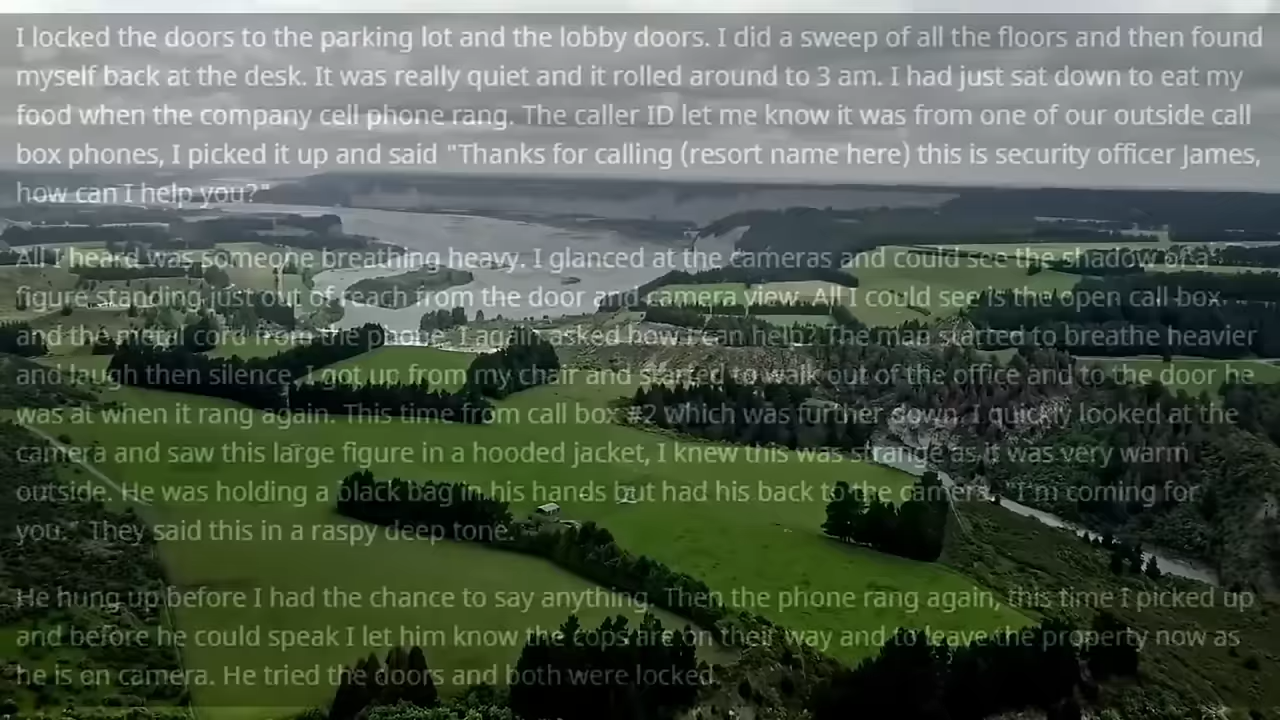 I locked the doors to the parking lot and the lobby doors. I did a sweep of all the floors and then found
myself back at the desk. It was really quiet and it rolled around to 3 am. I had just sat down to eat my
food when the company cell phone rang. The caller ID let me know it was from one of our outside call
box phones, I picked it up and said "Thanks for calling (resort name here) this is security officer James,
how can I help you?"
All I heard was someone breathing heavy. I glanced at the cameras and could see the shadow of a
figure standing just out of reach from the door and camera view. All I could see is the open call box
and the metal cord from the phone. I again asked how I can help. The man started to breathe heavier
and laugh then silence. I got up from my chair and started to walk out of the office and to the door he
was at when it rang again. This time from call box #2 which was further down. I quickly looked at the
camera and saw this large figure in a hooded jacket, I knew this was strange as it was very warm
outside. He was holding a black bag in his hands but had his back to the camera. "I'm coming for
you." They said this in a raspy deep tone.
He hung up before I had the chance to say anything. Then the phone rang again, this time I picked up
and before he could speak I let him know the cops are on their way and to leave the property now as
he is on camera. He tried the doors and both were locked.